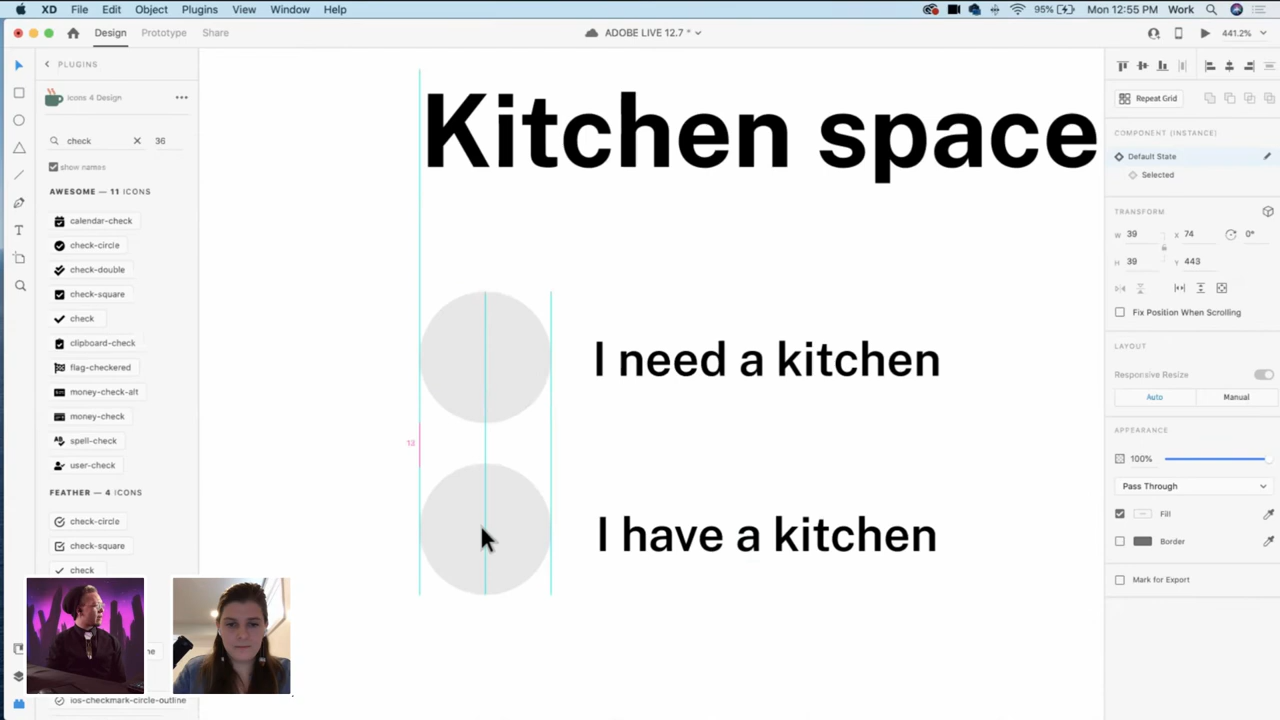 XD File Edit Object Plugins View Window Help 95% Mon 12:55 PM Work
Design Prototype Share ADOBE LIVE 12.7 * 441.2%
PLUGINS
icons 4 Design
check 36
show names
AWESOME — 11 ICONS
calendar-check
check-circle
check-double
check-square
check
clipboard-check
flag-checkered
money-check-alt
money-check
spell-check
user-check
FEATHER — 4 ICONS
check-circle
check-square
check
ne
ios-checkmark-circle-outline
Kitchen space
I need a kitchen
13
I have a kitchen
Repeat Grid
COMPONENT (INSTANCE)
Default State
Selected
TRANSFORM
W 39 X 74 0°
H 39 Y 443
Fix Position When Scrolling
LAYOUT
Responsive Resize
Auto Manual
APPEARANCE
100%
Pass Through
Fill
Border
Mark for Export